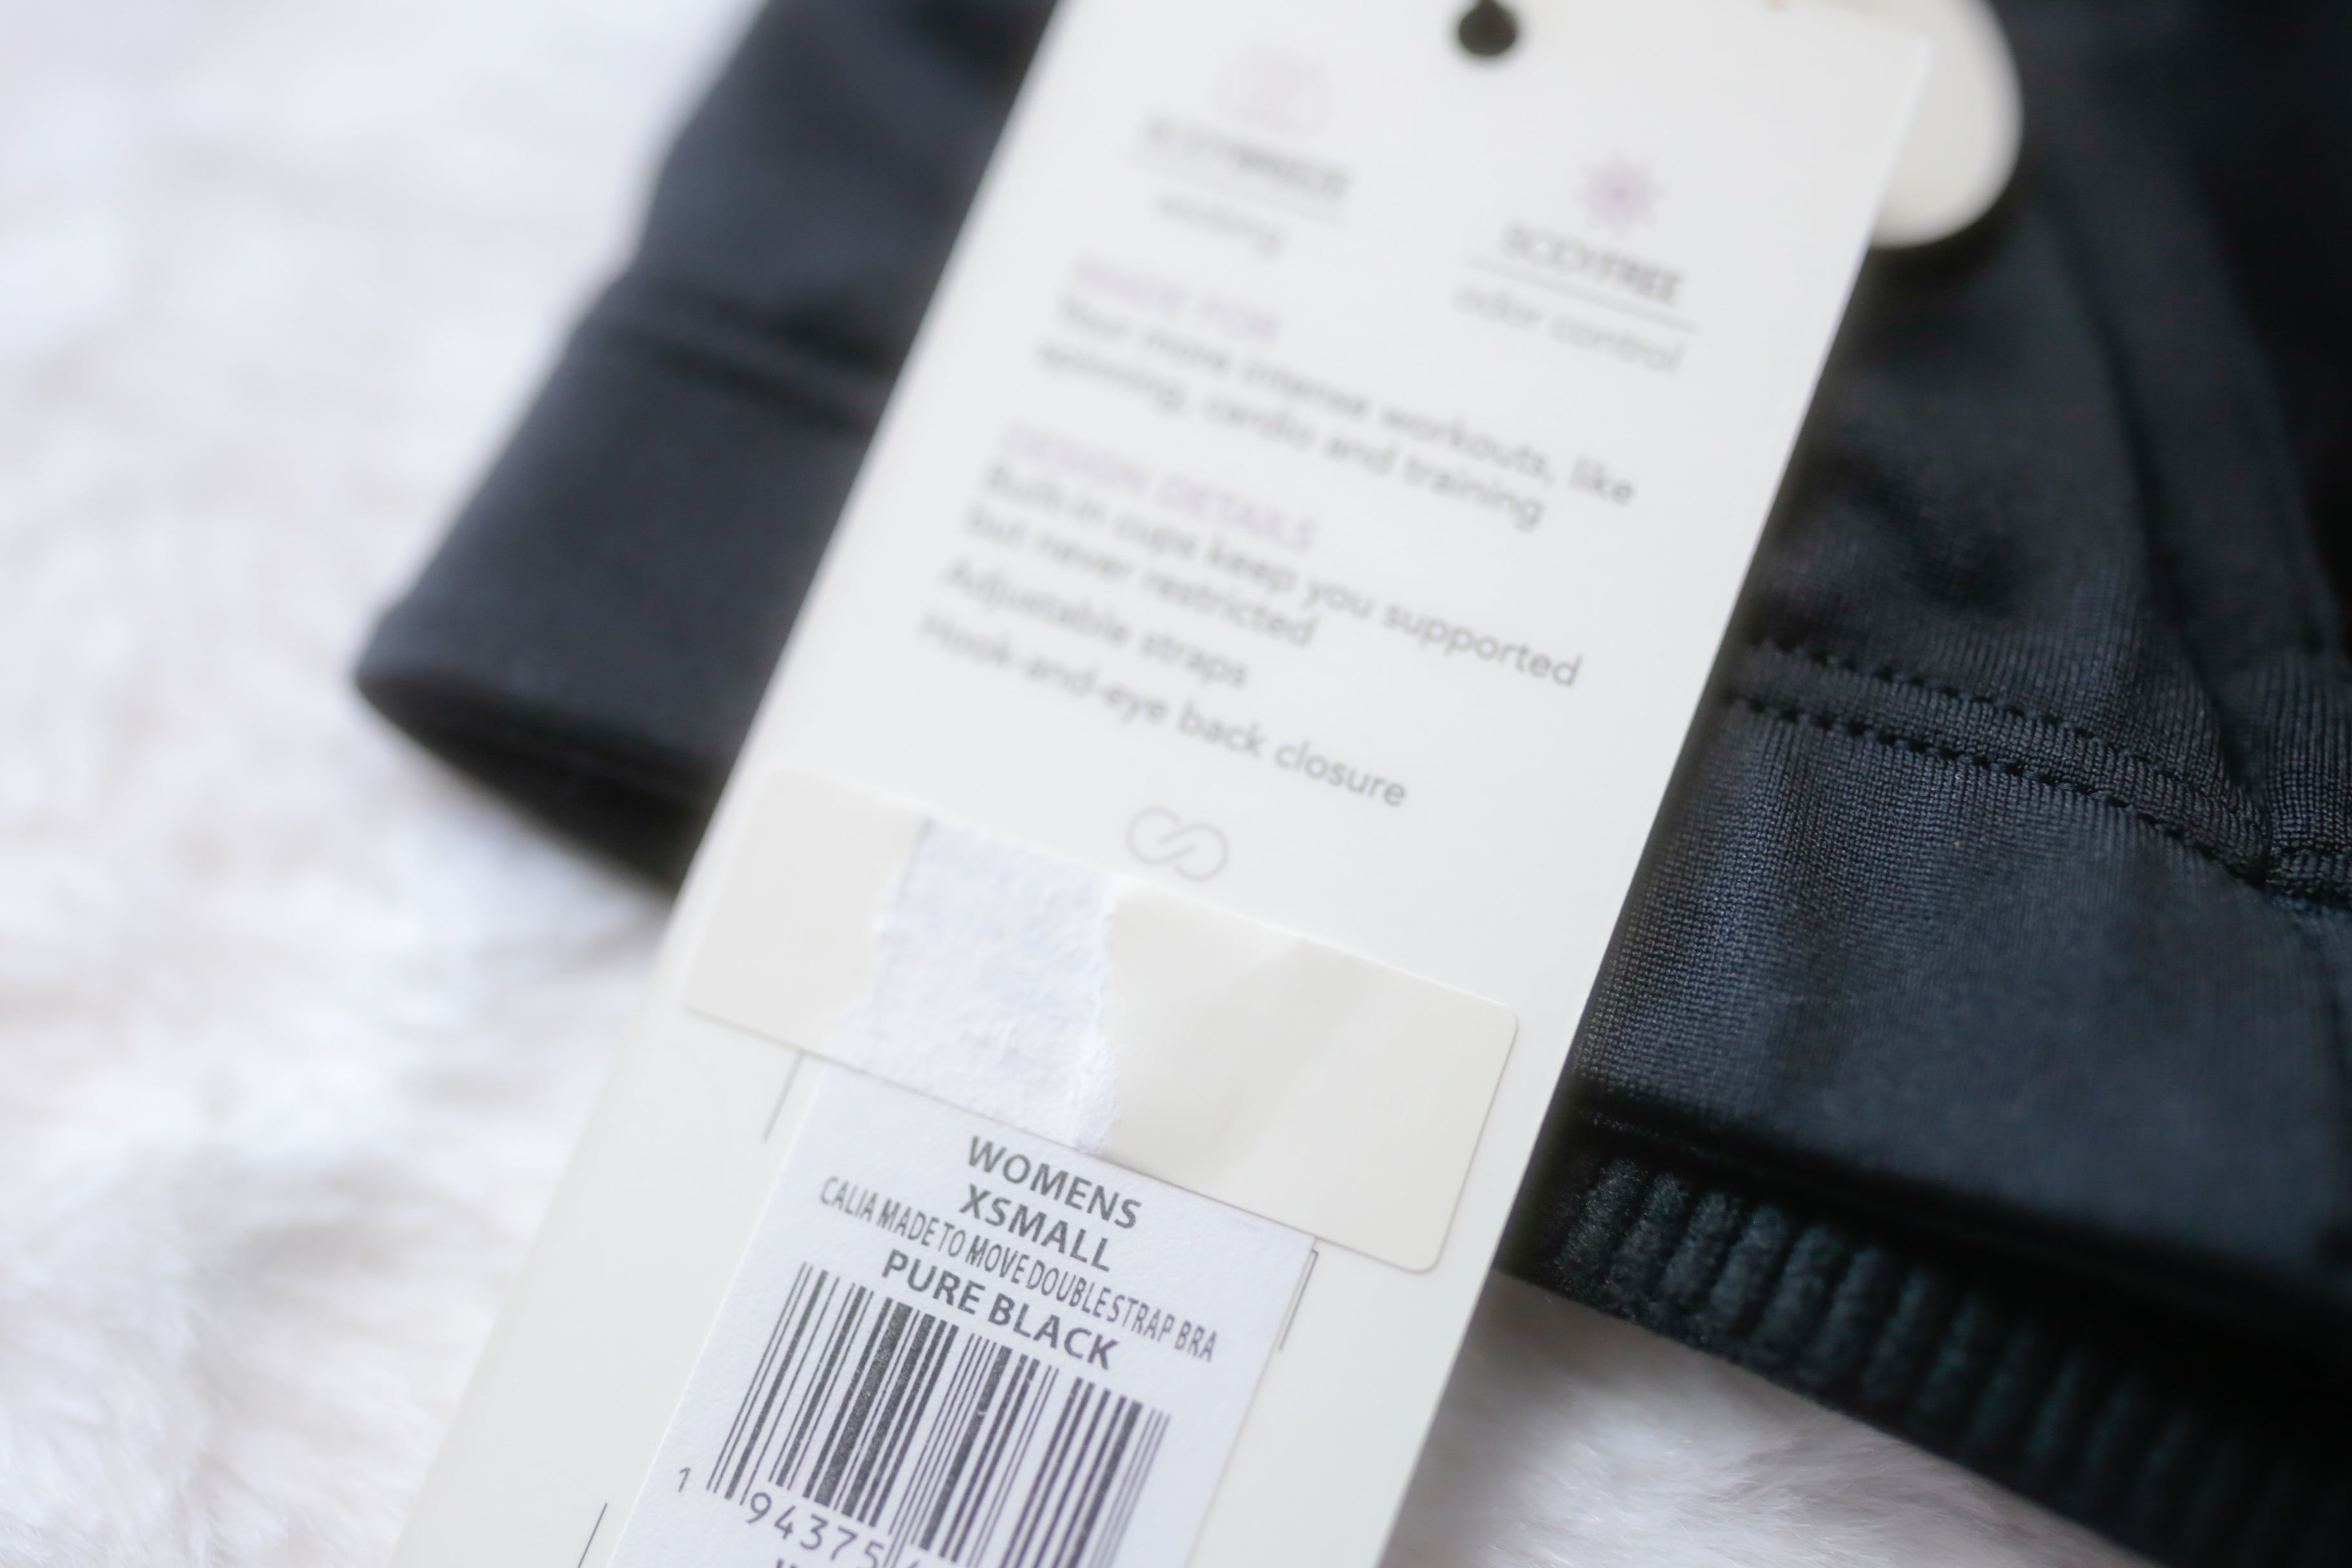 BODYFREE
odor control
MADE FOR
Your more intense workouts, like
spinning, cardio and training
DESIGN DETAILS
Built-in cups keep you supported
but never restricted
Adjustable straps
Hook-and-eye back closure
WOMENS
XSMALL
CALIA MADE TO MOVE DOUBLE STRAP BRA
PURE BLACK
1 94375